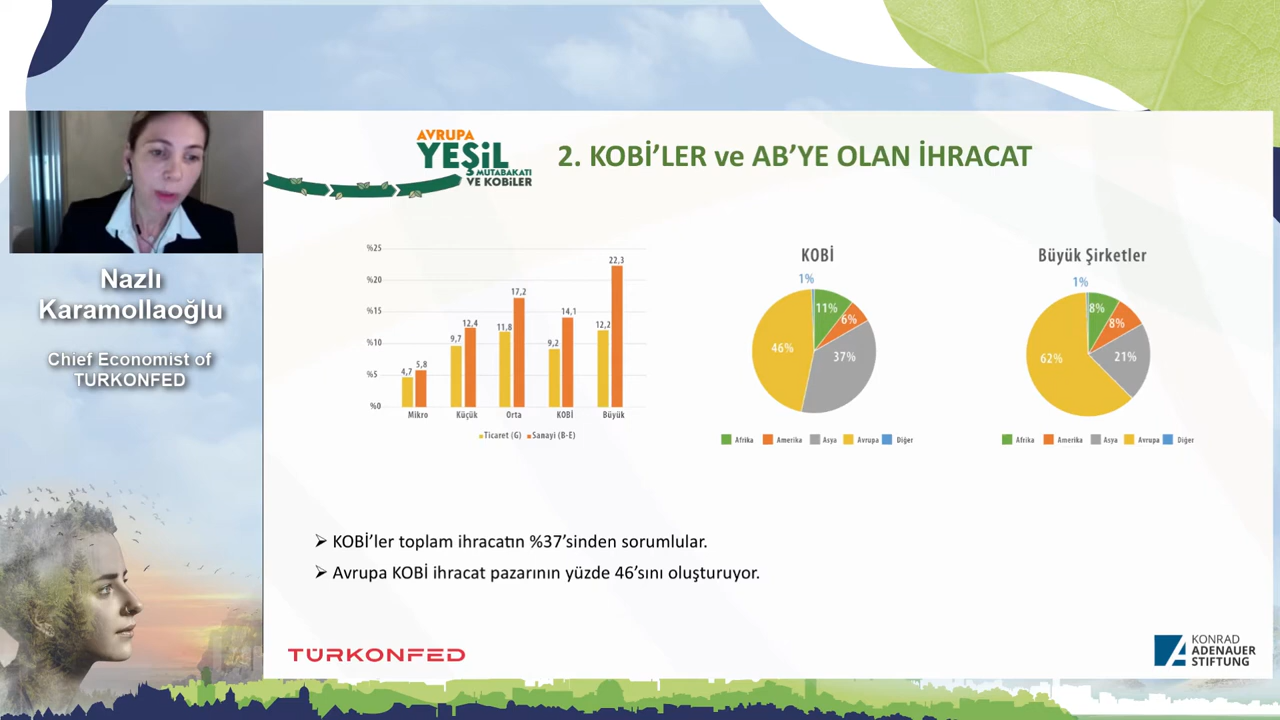 AVRUPA
YEŞİL
MUTABAKATI
VE KOBİLER
2. KOBİ’LER ve AB’YE OLAN İHRACAT
Nazlı
Karamollaoğlu
Chief Economist of
TURKONFED
%25
%20
%15
%10
%5
%0
4,7
5,8
9,7
12,4
11,8
17,2
9,2
14,1
12,2
22,3
Mikro
Küçük
Orta
KOBİ
Büyük
Ticaret (G)
Sanayi (B-E)
KOBİ
1%
11%
6%
37%
46%
Afrika
Amerika
Asya
Avrupa
Diğer
Büyük Şirketler
1%
8%
8%
21%
62%
Afrika
Amerika
Asya
Avrupa
Diğer
➢ KOBİ’ler toplam ihracatın %37’sinden sorumlular.
➢ Avrupa KOBİ ihracat pazarının yüzde 46’sını oluşturuyor.
TÜRKONFED
KONRAD
ADENAUER
STIFTUNG